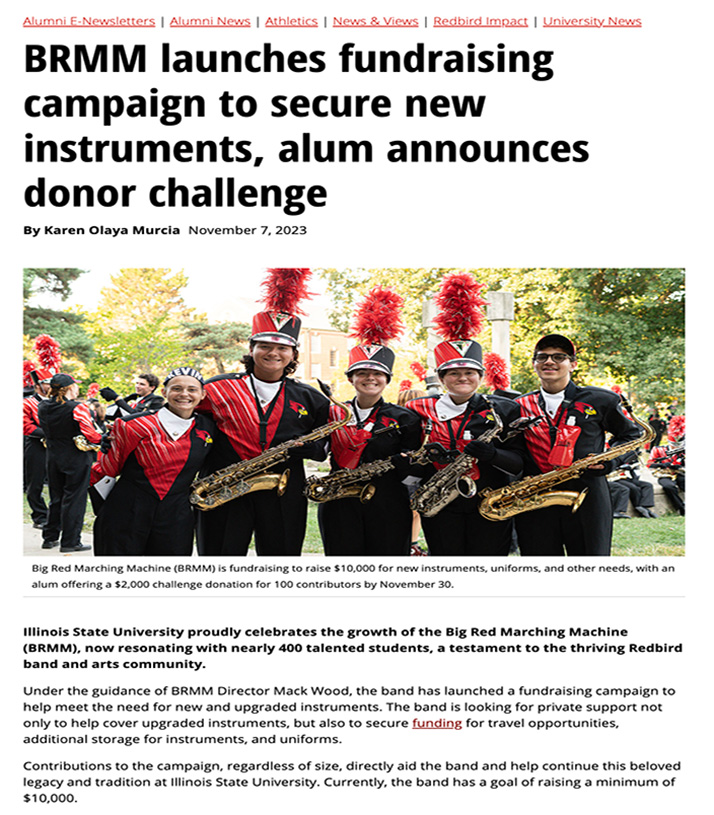 Alumni E-Newsletters | Alumni News | Athletics | News & Views | Redbird Impact | University News
BRMM launches fundraising
campaign to secure new
instruments, alum announces
donor challenge
By Karen Olaya Murcia November 7, 2023
Big Red Marching Machine (BRMM) is fundraising to raise $10,000 for new instruments, uniforms, and other needs, with an
alum offering a $2,000 challenge donation for 100 contributors by November 30.
Illinois State University proudly celebrates the growth of the Big Red Marching Machine
(BRMM), now resonating with nearly 400 talented students, a testament to the thriving Redbird
band and arts community.
Under the guidance of BRMM Director Mack Wood, the band has launched a fundraising campaign to
help meet the need for new and upgraded instruments. The band is looking for private support not
only to help cover upgraded instruments, but also to secure funding for travel opportunities,
additional storage for instruments, and uniforms.
Contributions to the campaign, regardless of size, directly aid the band and help continue this beloved
legacy and tradition at Illinois State University. Currently, the band has a goal of raising a minimum of
$10,000.